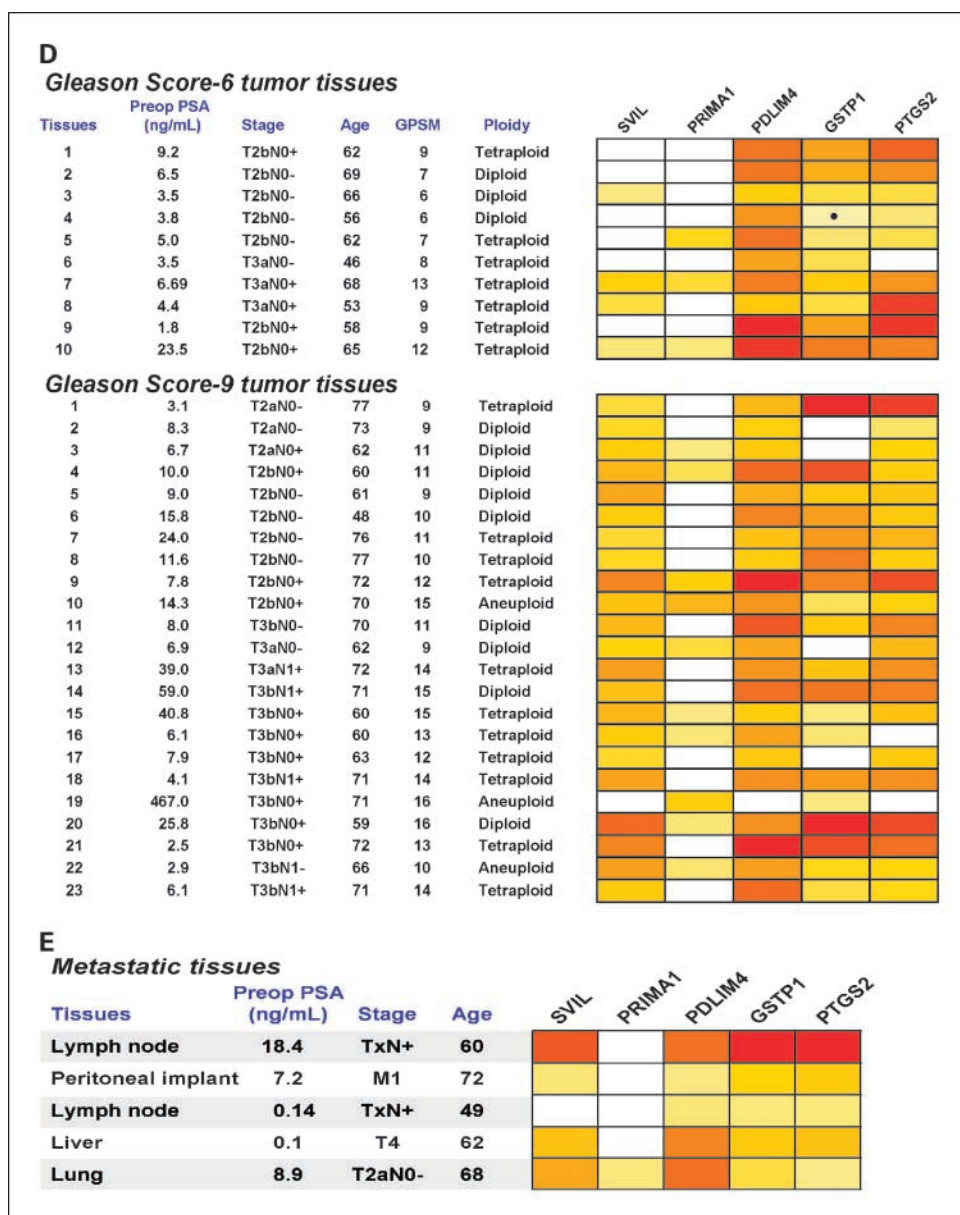 D
Gleason Score-6 tumor tissues
Tissues Preop PSA (ng/mL) Stage Age GPSM Ploidy SVIL PRIMA1 PDLIM4 GSTP1 PTGS2
1 9.2 T2bN0+ 62 9 Tetraploid
2 6.5 T2bN0- 69 7 Diploid
3 3.5 T2bN0- 66 6 Diploid
4 3.8 T2bN0- 56 6 Diploid
5 5.0 T2bN0- 62 7 Tetraploid
6 3.5 T3aN0- 46 8 Tetraploid
7 6.69 T3aN0+ 68 13 Tetraploid
8 4.4 T3aN0+ 53 9 Tetraploid
9 1.8 T2bN0+ 58 9 Tetraploid
10 23.5 T2bN0+ 65 12 Tetraploid
Gleason Score-9 tumor tissues
1 3.1 T2aN0- 77 9 Tetraploid
2 8.3 T2aN0- 73 9 Diploid
3 6.7 T2aN0+ 62 11 Diploid
4 10.0 T2bN0+ 60 11 Diploid
5 9.0 T2bN0- 61 9 Diploid
6 15.8 T2bN0- 48 10 Diploid
7 24.0 T2bN0- 76 11 Tetraploid
8 11.6 T2bN0- 77 10 Tetraploid
9 7.8 T2bN0+ 72 12 Tetraploid
10 14.3 T2bN0+ 70 15 Aneuploid
11 8.0 T3bN0- 70 11 Diploid
12 6.9 T3aN0- 62 9 Diploid
13 39.0 T3aN1+ 72 14 Tetraploid
14 59.0 T3bN1+ 71 15 Diploid
15 40.8 T3bN0+ 60 15 Tetraploid
16 6.1 T3bN0+ 60 13 Tetraploid
17 7.9 T3bN0+ 63 12 Tetraploid
18 4.1 T3bN1+ 71 14 Tetraploid
19 467.0 T3bN0+ 71 16 Aneuploid
20 25.8 T3bN0+ 59 16 Diploid
21 2.5 T3bN0+ 72 13 Tetraploid
22 2.9 T3bN1- 66 10 Aneuploid
23 6.1 T3bN1+ 71 14 Tetraploid
E
Metastatic tissues
Tissues Preop PSA (ng/mL) Stage Age SVIL PRIMA1 PDLIM4 GSTP1 PTGS2
Lymph node 18.4 TxN+ 60
Peritoneal implant 7.2 M1 72
Lymph node 0.14 TxN+ 49
Liver 0.1 T4 62
Lung 8.9 T2aN0- 68